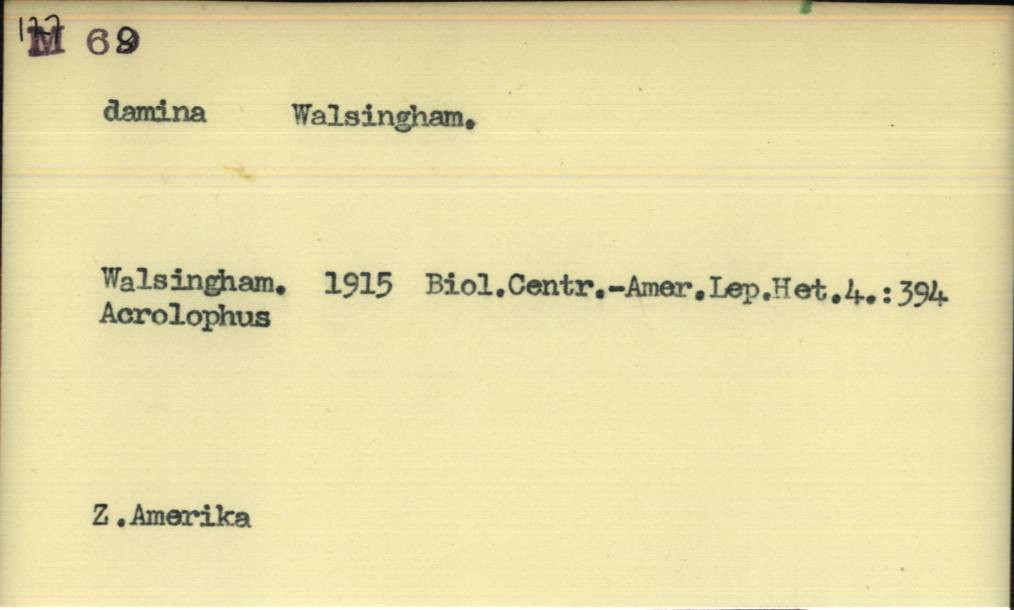 M 69
damina Walsingham.
Walsingham. 1915 Biol.Centr.-Amer.Lep.Het.4.:394
Acrolophus
Z.Amerika